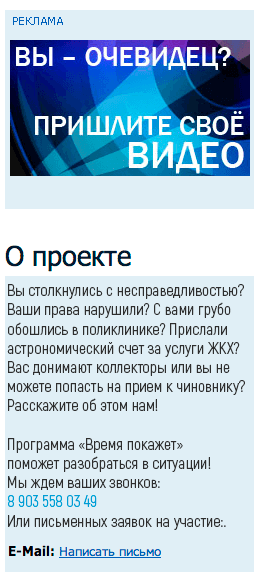 РЕКЛАМА
ВЫ – ОЧЕВИДЕЦ?
ПРИШЛИТЕ СВОЁ
ВИДЕО
О проекте
Вы столкнулись с несправедливостью?
Ваши права нарушили? С вами грубо
обошлись в поликлинике? Прислали
астрономический счет за услуги ЖКХ?
Вас донимают коллекторы или вы не
можете попасть на прием к чиновнику?
Расскажите об этом нам!
Программа «Время покажет»
поможет разобраться в ситуации!
Мы ждем ваших звонков:
8 903 558 03 49
Или письменных заявок на участие:.
E-Mail: Написать письмо